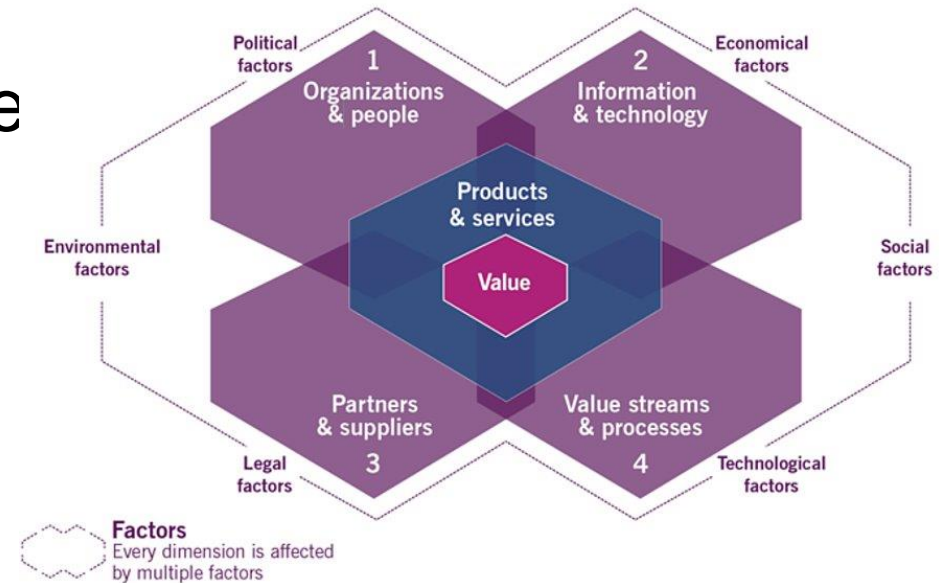 Political
factors
Economical
factors
e
1
Organizations
& people
2
Information
& technology
Products
& services
Value
Environmental
factors
Social
factors
Partners
& suppliers
3
Value streams
& processes
4
Legal
factors
Technological
factors
Factors
Every dimension is affected
by multiple factors